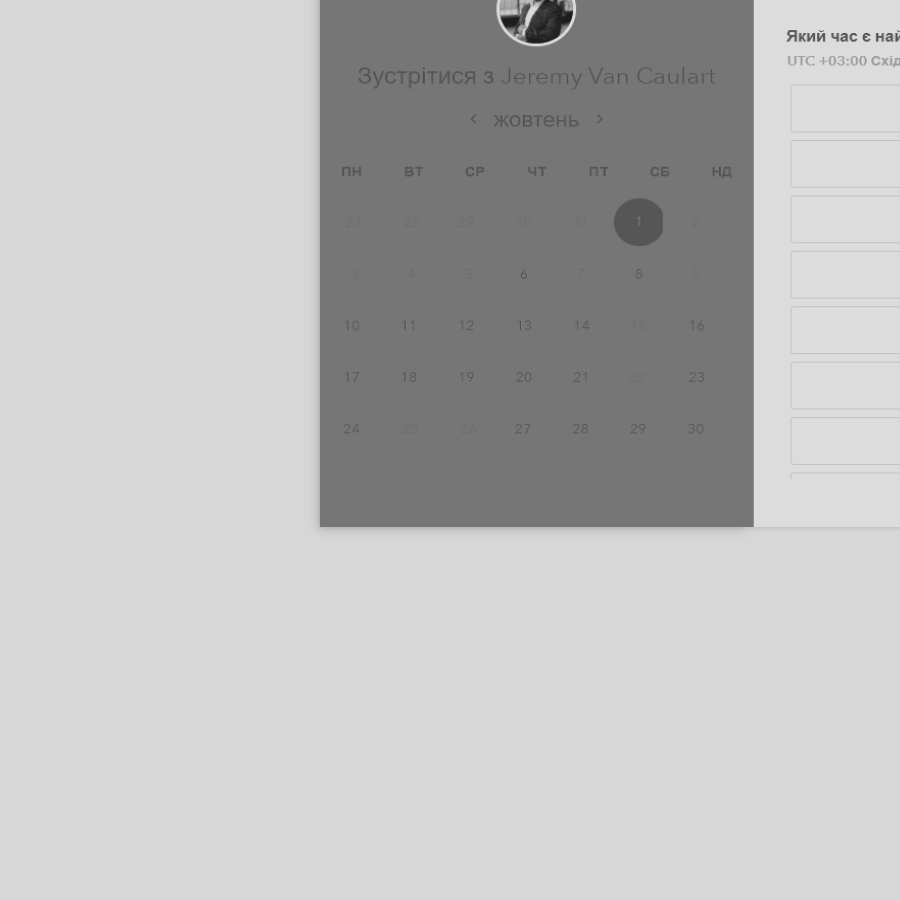 Зустрітися з Jeremy Van Caulart
‹ жовтень ›
ПН ВТ СР ЧТ ПТ СБ НД
27 28 29 30 31 1 2
3 4 5 6 7 8 9
10 11 12 13 14 15 16
17 18 19 20 21 22 23
24 25 26 27 28 29 30
Який час є най
UTC +03:00 Схід